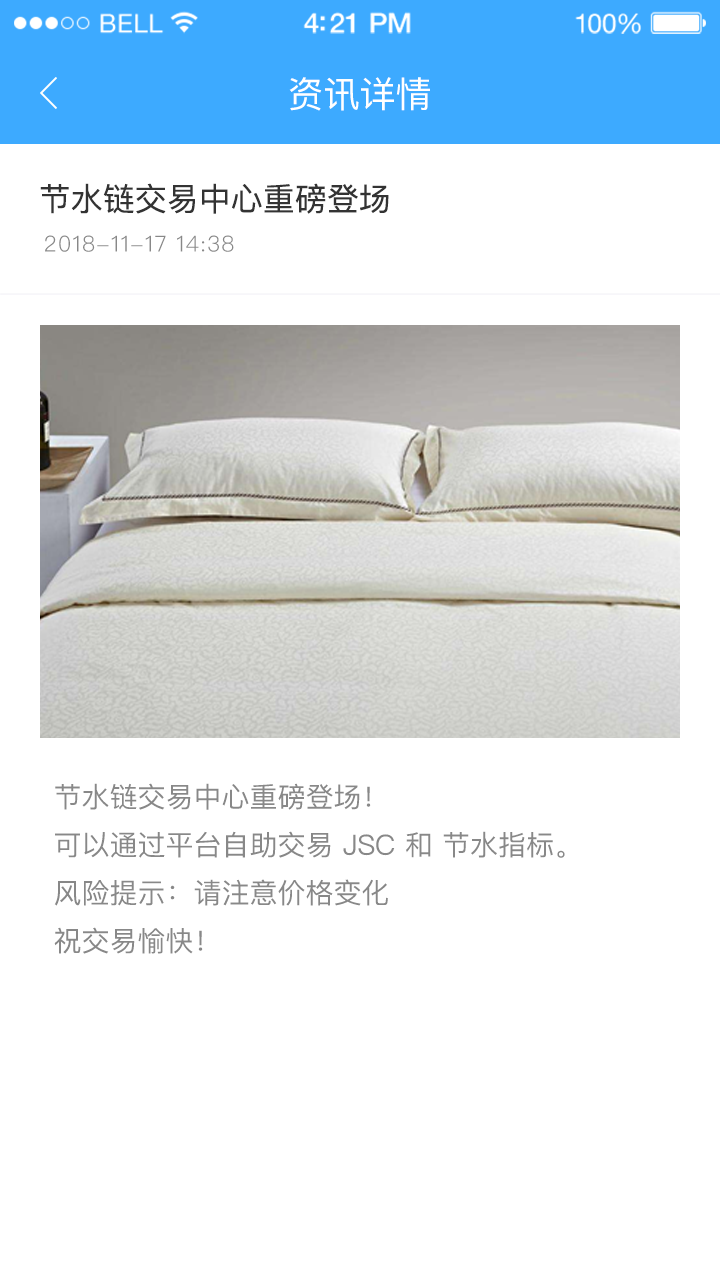 BELL 4:21 PM 100%
资讯详情
节水链交易中心重磅登场
2018-11-17 14:38
节水链交易中心重磅登场！
可以通过平台自助交易 JSC 和 节水指标。
风险提示：请注意价格变化
祝交易愉快！